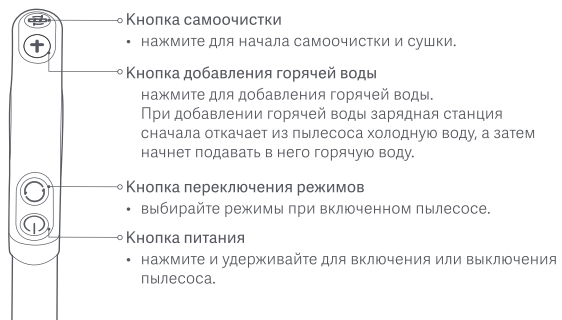 Кнопка самоочистки
• нажмите для начала самоочистки и сушки.
Кнопка добавления горячей воды
нажмите для добавления горячей воды.
При добавлении горячей воды зарядная станция
сначала откачает из пылесоса холодную воду, а затем
начнет подавать в него горячую воду.
Кнопка переключения режимов
• выбирайте режимы при включенном пылесосе.
Кнопка питания
• нажмите и удерживайте для включения или выключения
пылесоса.